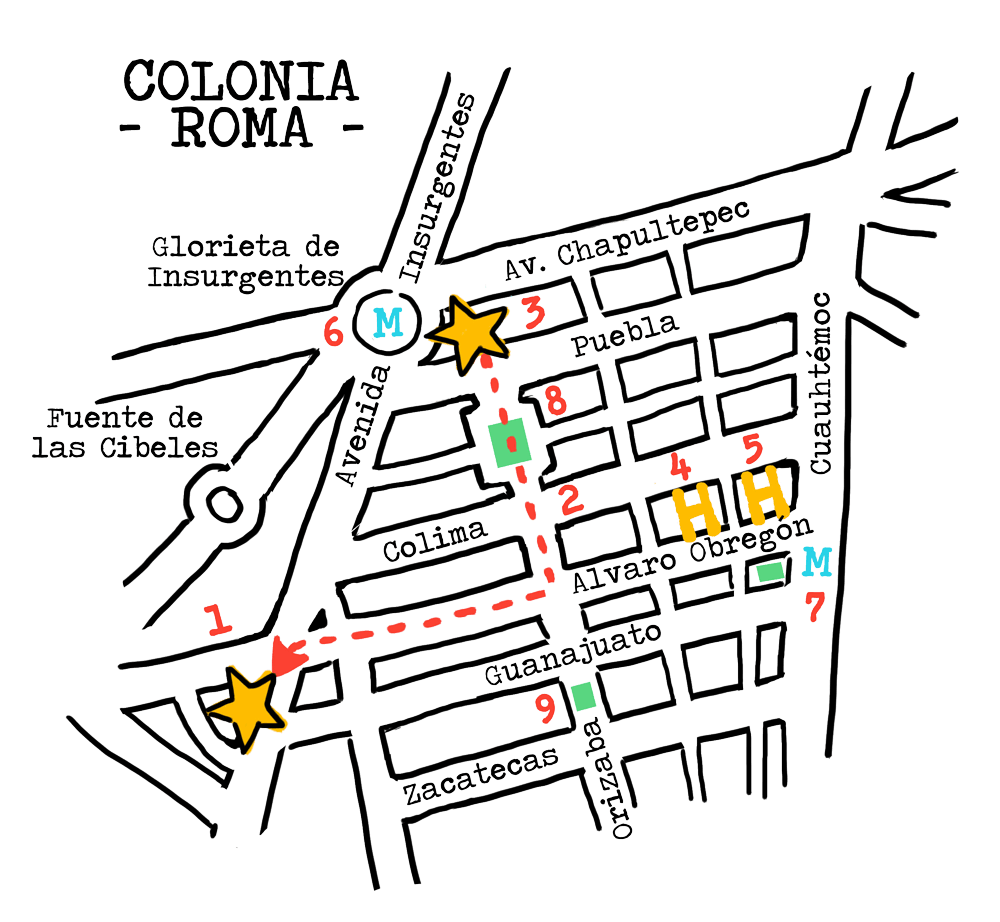 COLONIA
- ROMA -
Insurgentes
Glorieta de
Insurgentes
Av. Chapultepec
6
M
3
Puebla
Cuauhtémoc
Fuente de
las Cibeles
Avenida
8
4
5
2
H
H
Colima
Alvaro Obregón
M
7
1
Guanajuato
9
Orizaba
Zacatecas